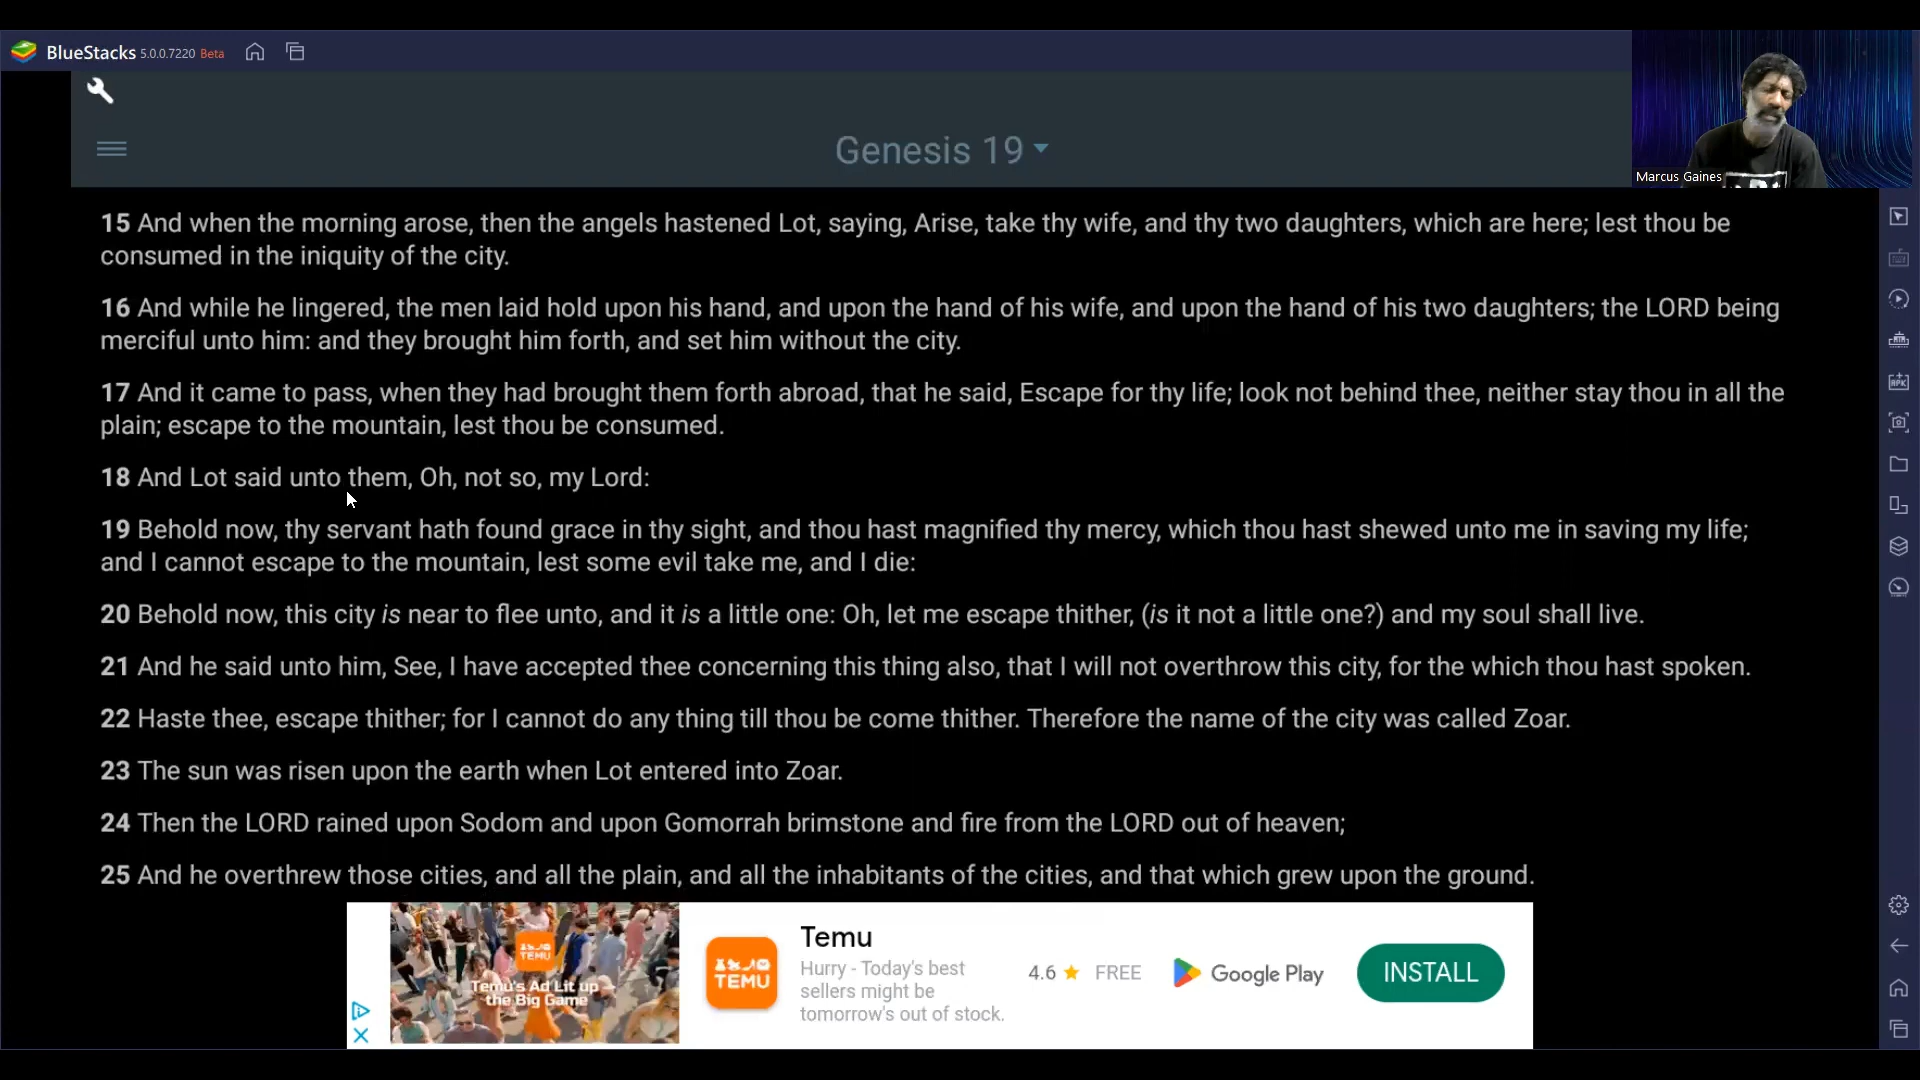 BlueStacks 5.0.0.7220 Beta
Genesis 19
Marcus Gaines
15 And when the morning arose, then the angels hastened Lot, saying, Arise, take thy wife, and thy two daughters, which are here; lest thou be
consumed in the iniquity of the city.
16 And while he lingered, the men laid hold upon his hand, and upon the hand of his wife, and upon the hand of his two daughters; the LORD being
merciful unto him: and they brought him forth, and set him without the city.
17 And it came to pass, when they had brought them forth abroad, that he said, Escape for thy life; look not behind thee, neither stay thou in all the
plain; escape to the mountain, lest thou be consumed.
18 And Lot said unto them, Oh, not so, my Lord:
19 Behold now, thy servant hath found grace in thy sight, and thou hast magnified thy mercy, which thou hast shewed unto me in saving my life;
and I cannot escape to the mountain, lest some evil take me, and I die:
20 Behold now, this city is near to flee unto, and it is a little one: Oh, let me escape thither, (is it not a little one?) and my soul shall live.
21 And he said unto him, See, I have accepted thee concerning this thing also, that I will not overthrow this city, for the which thou hast spoken.
22 Haste thee, escape thither; for I cannot do any thing till thou be come thither. Therefore the name of the city was called Zoar.
23 The sun was risen upon the earth when Lot entered into Zoar.
24 Then the LORD rained upon Sodom and upon Gomorrah brimstone and fire from the LORD out of heaven;
25 And he overthrew those cities, and all the plain, and all the inhabitants of the cities, and that which grew upon the ground.
TEMU
Temu's Ad Lit up
the Big Game
TEMU
Temu
Hurry - Today's best
sellers might be
tomorrow's out of stock.
4.6 FREE
Google Play
INSTALL